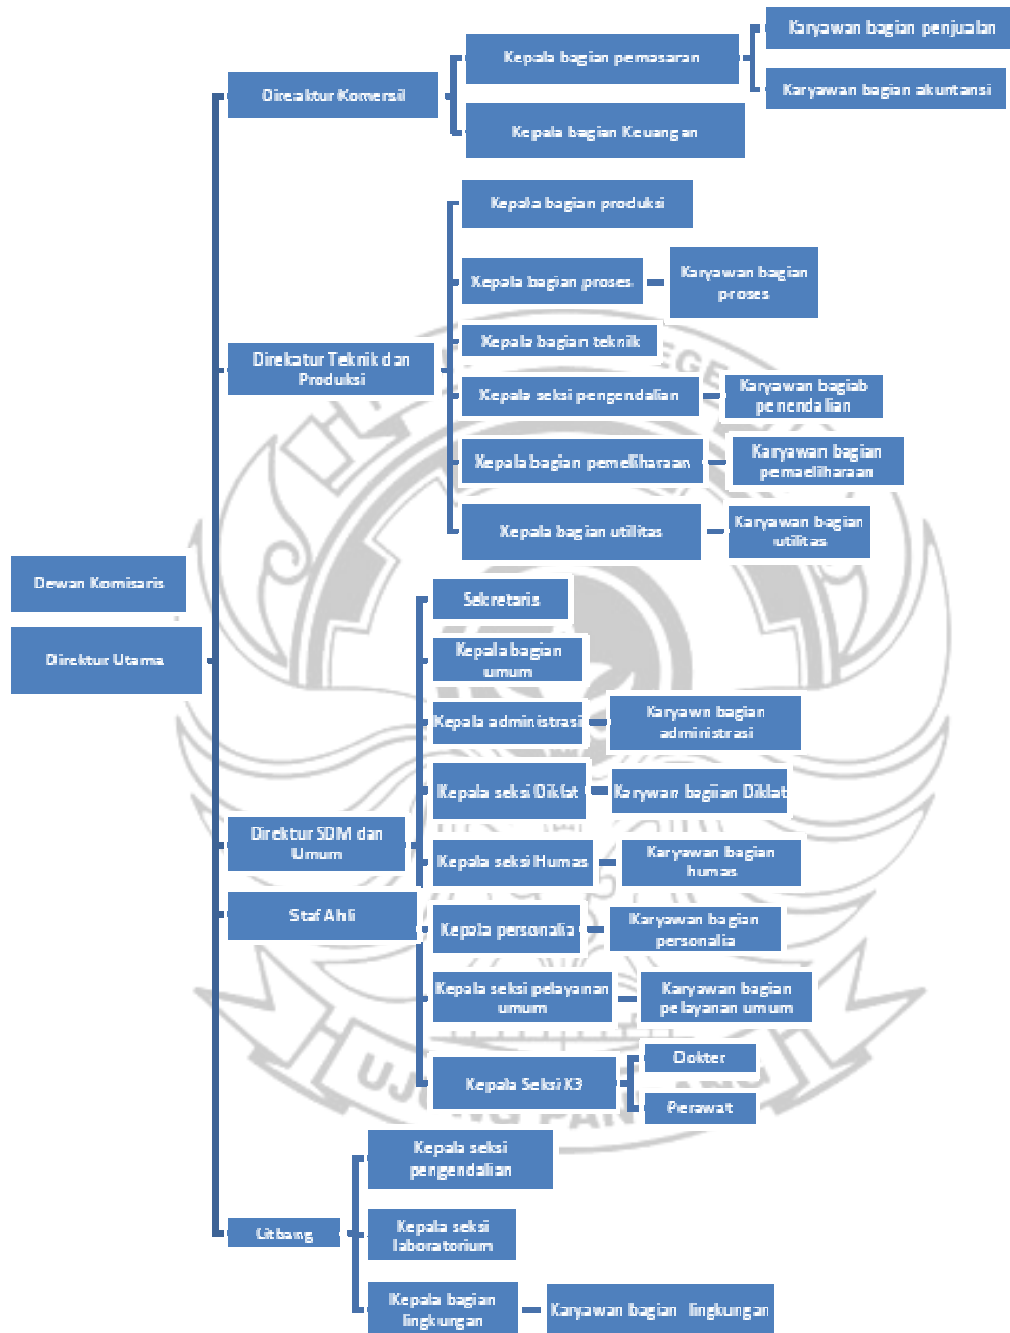 Karyawan bagian penjualan
Kepala bagian pemasaran
Karyawan bagian akuntansi
Direaktur Komersil
Kepala bagian Keuangan
Kepala bagian produksi
Kepala bagian proses
Karyawan bagian
proses
Kepala bagian teknik
Direkatur Teknik dan
Produksi
Kepala seksi pengendalian
Karyawan bagiab
penendalian
Kepala bagian pemeliharaan
Karyawan bagian
pemaeliharaan
Kepala bagian utilitas
Karyawan bagian
utilitas
Dewan Komisaris
Direktur Utama
Sekretaris
Kepala bagian
umum
Kepala administrasi
Karyawn bagian
administrasi
Kepala seksi Diklat
Karywan bagiian Diklat
Direktur SDM dan
Umum
Kepala seksi Humas
Karyawan bagian
humas
Staf Ahli
Kepala personalia
Karyawan bagian
personalia
Kepala seksi pelayanan
umum
Karyawan bagian
pelayanan umum
Kepala Seksi K3
Dokter
Perawat
Kepala seksi
pengendalian
Litbang
Kepala seksi
laboratorium
Kepala bagian
lingkungan
Karyawan bagian lingkungan
UJUNG PANDANG